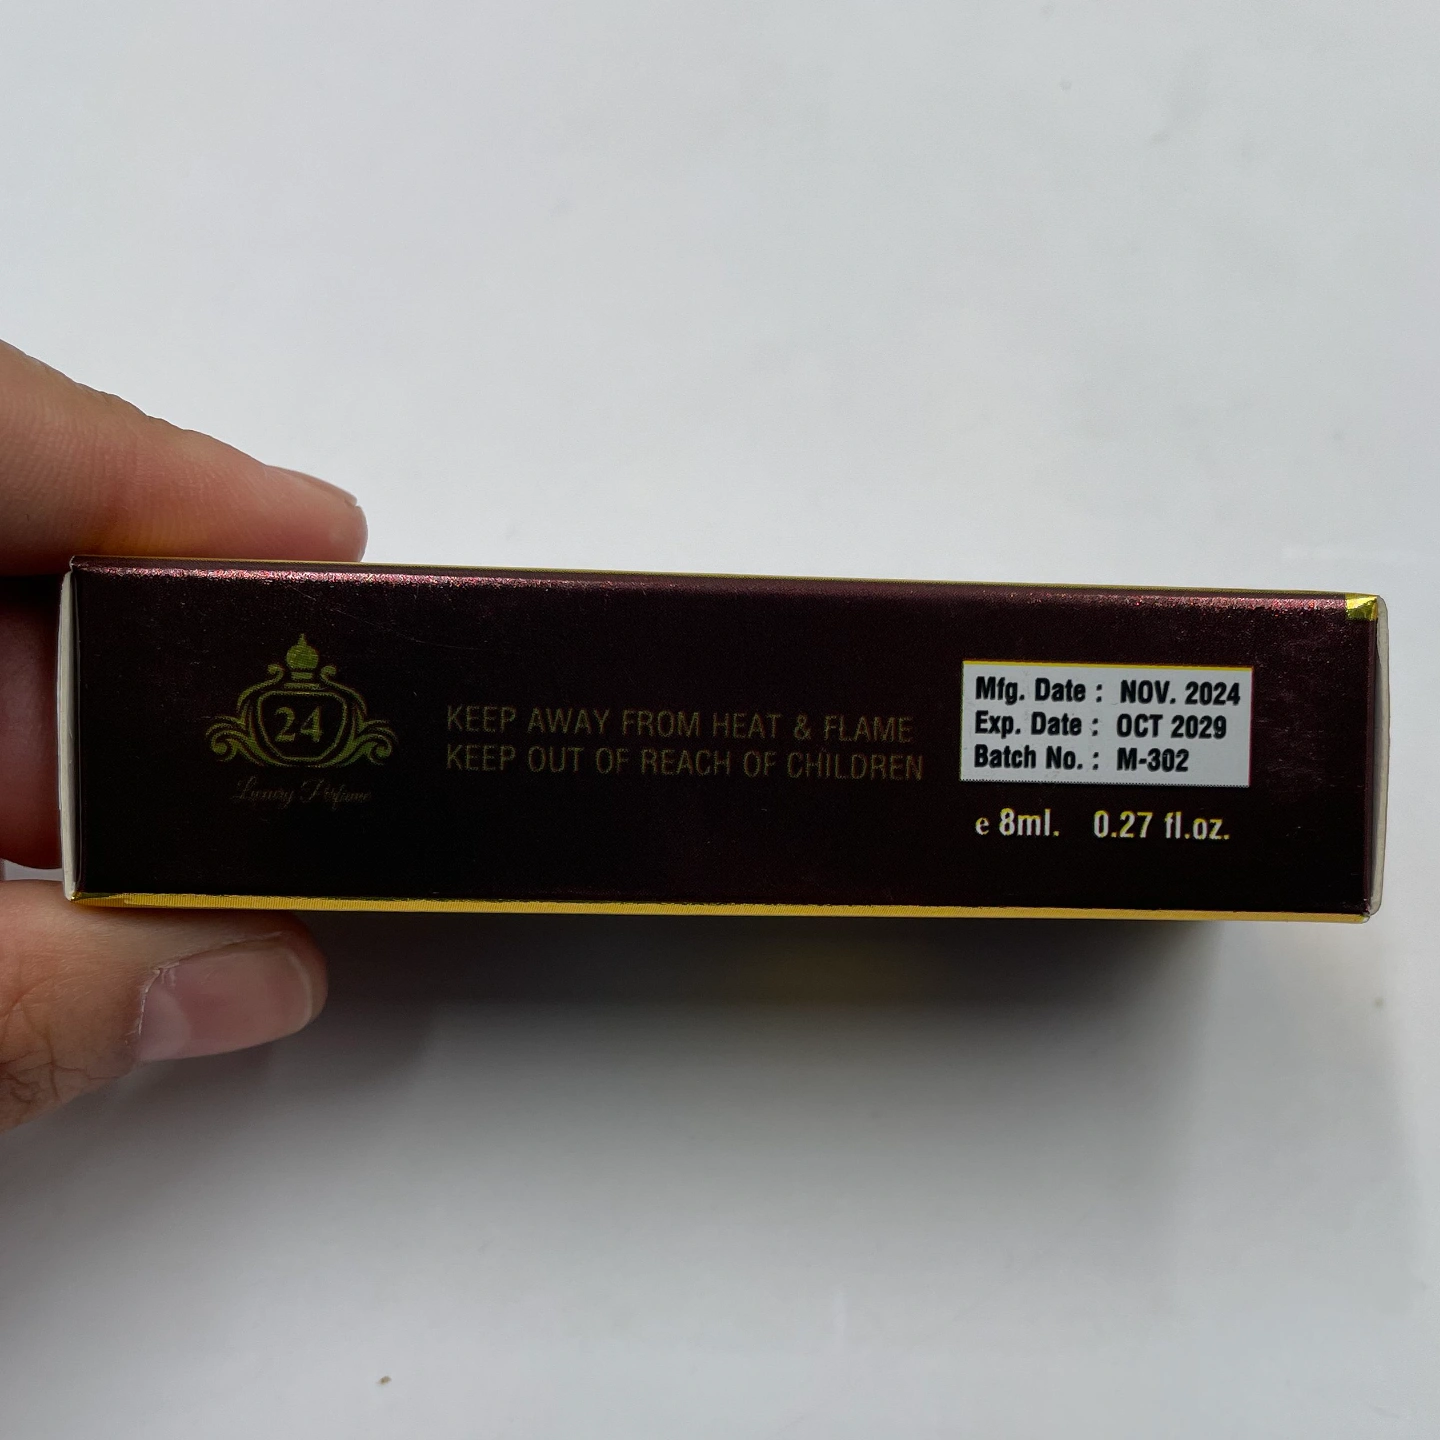 24
Luxury Perfume
KEEP AWAY FROM HEAT & FLAME
KEEP OUT OF REACH OF CHILDREN
Mfg. Date : NOV. 2024
Exp. Date : OCT 2029
Batch No. : M-302
e 8ml. 0.27 fl.oz.